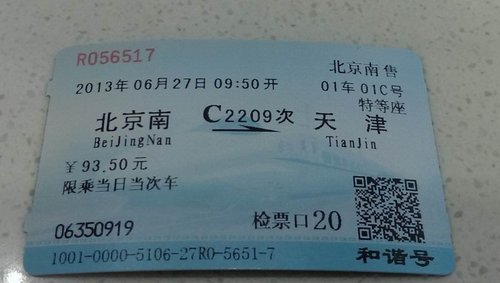 R056517
北京南售
2013年06月27日09:50开
01车01C号
特等座
北京南 C2209次 天津
BeiJingNan TianJin
￥93.50元
限乘当日当次车
06350919 检票口20
和谐号
1001-0000-5106-27R0-5651-7